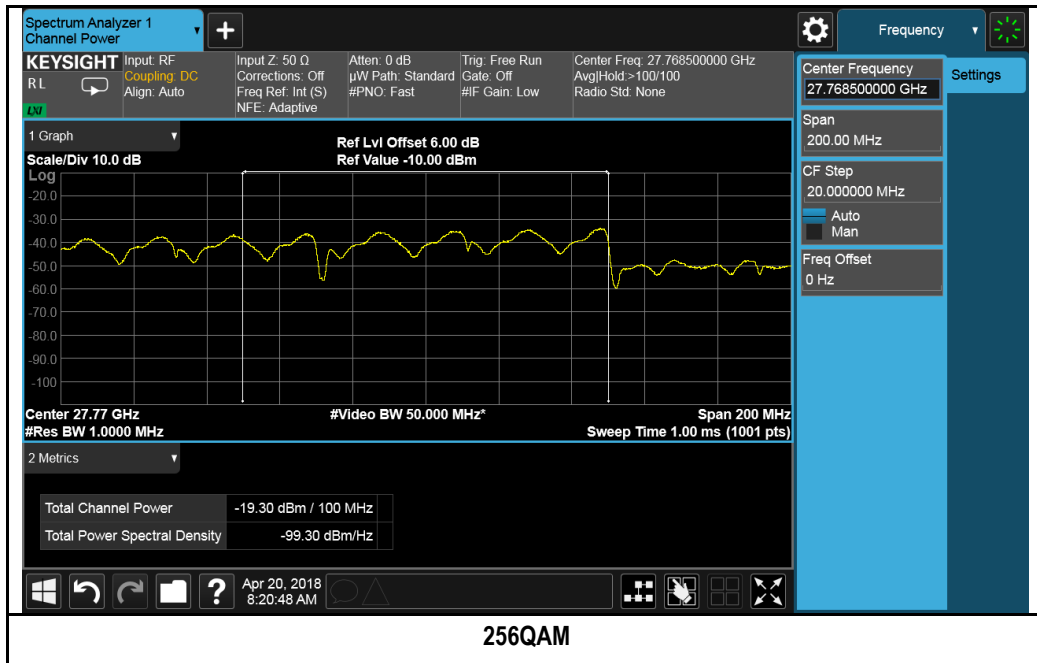 Spectrum Analyzer 1
Channel Power
+
Frequency
KEYSIGHT
RL
LXI
Input: RF
Coupling: DC
Align: Auto
Input Z: 50 Ω
Corrections: Off
Freq Ref: Int (S)
NFE: Adaptive
Atten: 0 dB
µW Path: Standard
#PNO: Fast
Trig: Free Run
Gate: Off
#IF Gain: Low
Center Freq: 27.768500000 GHz
Avg|Hold:>100/100
Radio Std: None
Center Frequency
27.768500000 GHz
Settings
Span
200.00 MHz
CF Step
20.000000 MHz
Auto
Man
Freq Offset
0 Hz
1 Graph
Scale/Div 10.0 dB
Ref Lvl Offset 6.00 dB
Ref Value -10.00 dBm
Log
-20.0
-30.0
-40.0
-50.0
-60.0
-70.0
-80.0
-90.0
-100
Center 27.77 GHz
#Video BW 50.000 MHz*
Span 200 MHz
#Res BW 1.0000 MHz
Sweep Time 1.00 ms (1001 pts)
2 Metrics
Total Channel Power -19.30 dBm / 100 MHz
Total Power Spectral Density -99.30 dBm/Hz
?
Apr 20, 2018
8:20:48 AM
256QAM